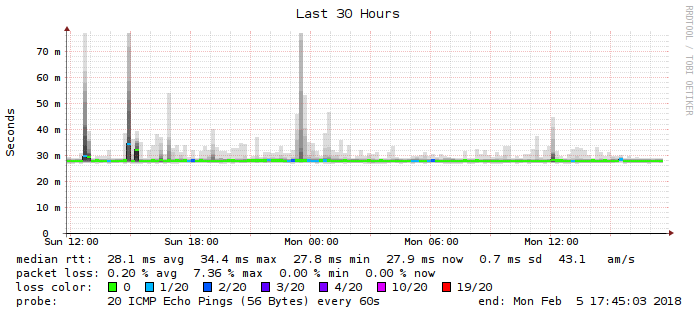 Last 30 Hours
RRDTOOL / TOBI OETIKER
Seconds
70 m
60 m
50 m
40 m
30 m
20 m
10 m
0
Sun 12:00 Sun 18:00 Mon 00:00 Mon 06:00 Mon 12:00
median rtt: 28.1 ms avg 34.4 ms max 27.8 ms min 27.9 ms now 0.7 ms sd 43.1 am/s
packet loss: 0.20 % avg 7.36 % max 0.00 % min 0.00 % now
loss color: 0 1/20 2/20 3/20 4/20 10/20 19/20
probe: 20 ICMP Echo Pings (56 Bytes) every 60s end: Mon Feb 5 17:45:03 2018